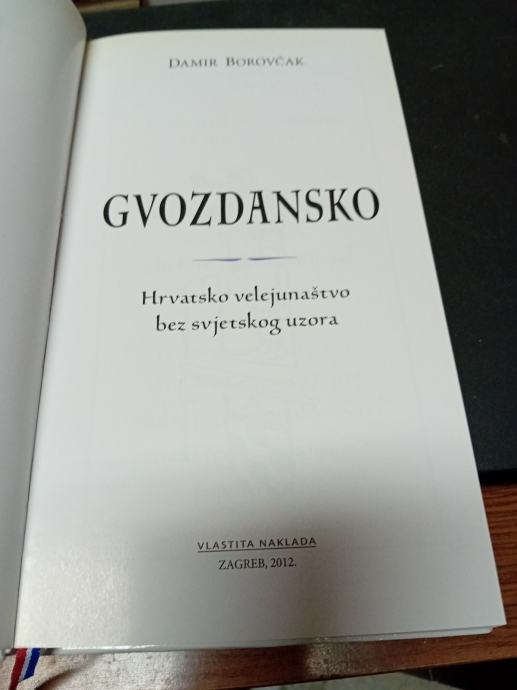 DAMIR BOROVČAK
GVOZDANSKO
Hrvatsko velejunaštvo
bez svjetskog uzora
VLASTITA NAKLADA
ZAGREB, 2012.